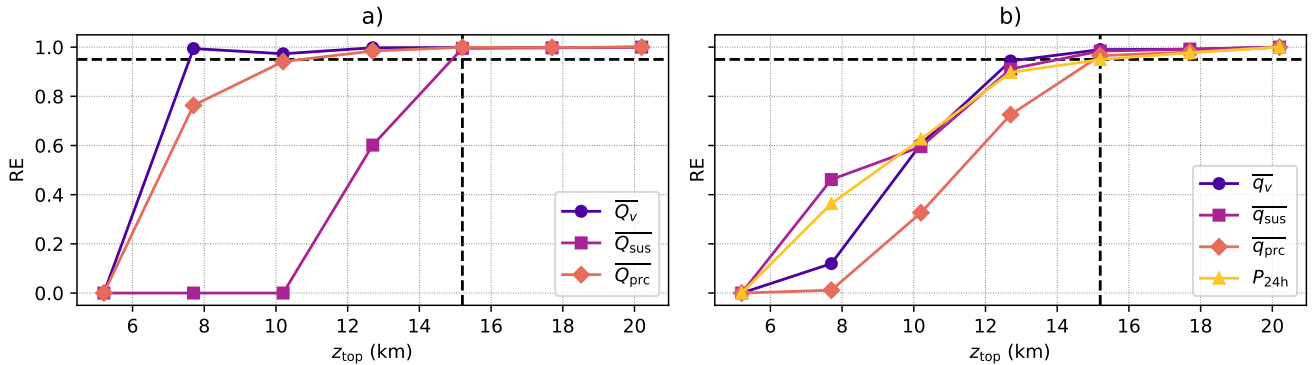 a)
1.0
0.8
0.6
0.4
0.2
0.0
RE
6 8 10 12 14 16 18 20
z_top (km)
Q̅_v
Q̅_sus
Q̅_prc
b)
RE
6 8 10 12 14 16 18 20
z_top (km)
q̅_v
q̅_sus
q̅_prc
P_24h